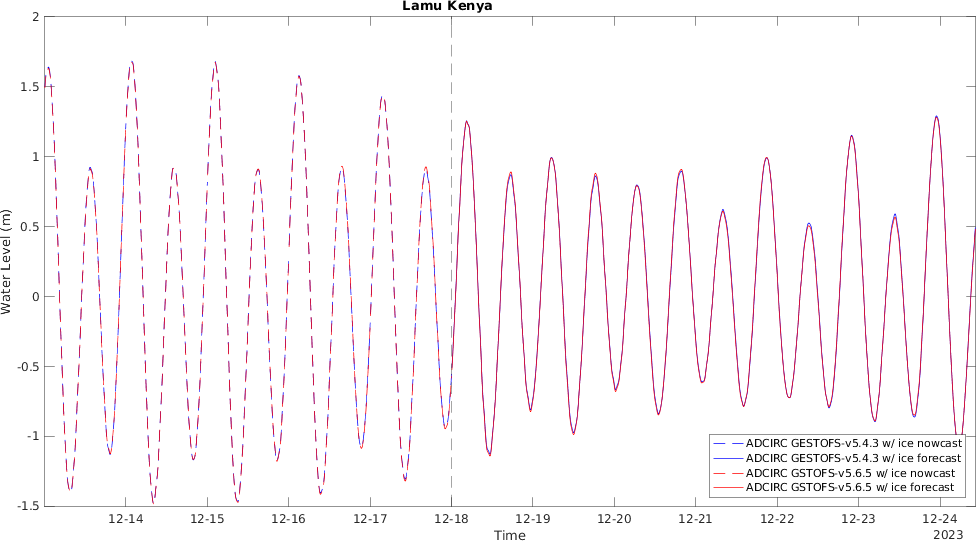 Lamu Kenya
2
1.5
1
0.5
0
-0.5
-1
-1.5
Water Level (m)
12-14 12-15 12-16 12-17 12-18 12-19 12-20 12-21 12-22 12-23 12-24
Time
2023
ADCIRC GESTOFS-v5.4.3 w/ ice nowcast
ADCIRC GESTOFS-v5.4.3 w/ ice forecast
ADCIRC GSTOFS-v5.6.5 w/ ice nowcast
ADCIRC GSTOFS-v5.6.5 w/ ice forecast